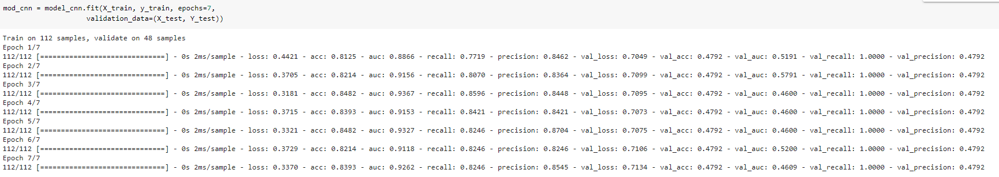 mod_cnn = model_cnn.fit(X_train, y_train, epochs=7,
validation_data=(X_test, Y_test))
Train on 112 samples, validate on 48 samples
Epoch 1/7
112/112 [==============================] - 0s 2ms/sample - loss: 0.4421 - acc: 0.8125 - auc: 0.8866 - recall: 0.7719 - precision: 0.8462 - val_loss: 0.7049 - val_acc: 0.4792 - val_auc: 0.5191 - val_recall: 1.0000 - val_precision: 0.4792
Epoch 2/7
112/112 [==============================] - 0s 2ms/sample - loss: 0.3705 - acc: 0.8214 - auc: 0.9156 - recall: 0.8070 - precision: 0.8364 - val_loss: 0.7099 - val_acc: 0.4792 - val_auc: 0.5791 - val_recall: 1.0000 - val_precision: 0.4792
Epoch 3/7
112/112 [==============================] - 0s 2ms/sample - loss: 0.3181 - acc: 0.8482 - auc: 0.9367 - recall: 0.8596 - precision: 0.8448 - val_loss: 0.7095 - val_acc: 0.4792 - val_auc: 0.4600 - val_recall: 1.0000 - val_precision: 0.4792
Epoch 4/7
112/112 [==============================] - 0s 2ms/sample - loss: 0.3715 - acc: 0.8393 - auc: 0.9153 - recall: 0.8421 - precision: 0.8421 - val_loss: 0.7073 - val_acc: 0.4792 - val_auc: 0.4600 - val_recall: 1.0000 - val_precision: 0.4792
Epoch 5/7
112/112 [==============================] - 0s 2ms/sample - loss: 0.3321 - acc: 0.8482 - auc: 0.9327 - recall: 0.8246 - precision: 0.8704 - val_loss: 0.7075 - val_acc: 0.4792 - val_auc: 0.4600 - val_recall: 1.0000 - val_precision: 0.4792
Epoch 6/7
112/112 [==============================] - 0s 2ms/sample - loss: 0.3729 - acc: 0.8214 - auc: 0.9118 - recall: 0.8246 - precision: 0.8246 - val_loss: 0.7106 - val_acc: 0.4792 - val_auc: 0.5200 - val_recall: 1.0000 - val_precision: 0.4792
Epoch 7/7
112/112 [==============================] - 0s 2ms/sample - loss: 0.3370 - acc: 0.8393 - auc: 0.9262 - recall: 0.8246 - precision: 0.8545 - val_loss: 0.7134 - val_acc: 0.4792 - val_auc: 0.4609 - val_recall: 1.0000 - val_precision: 0.4792